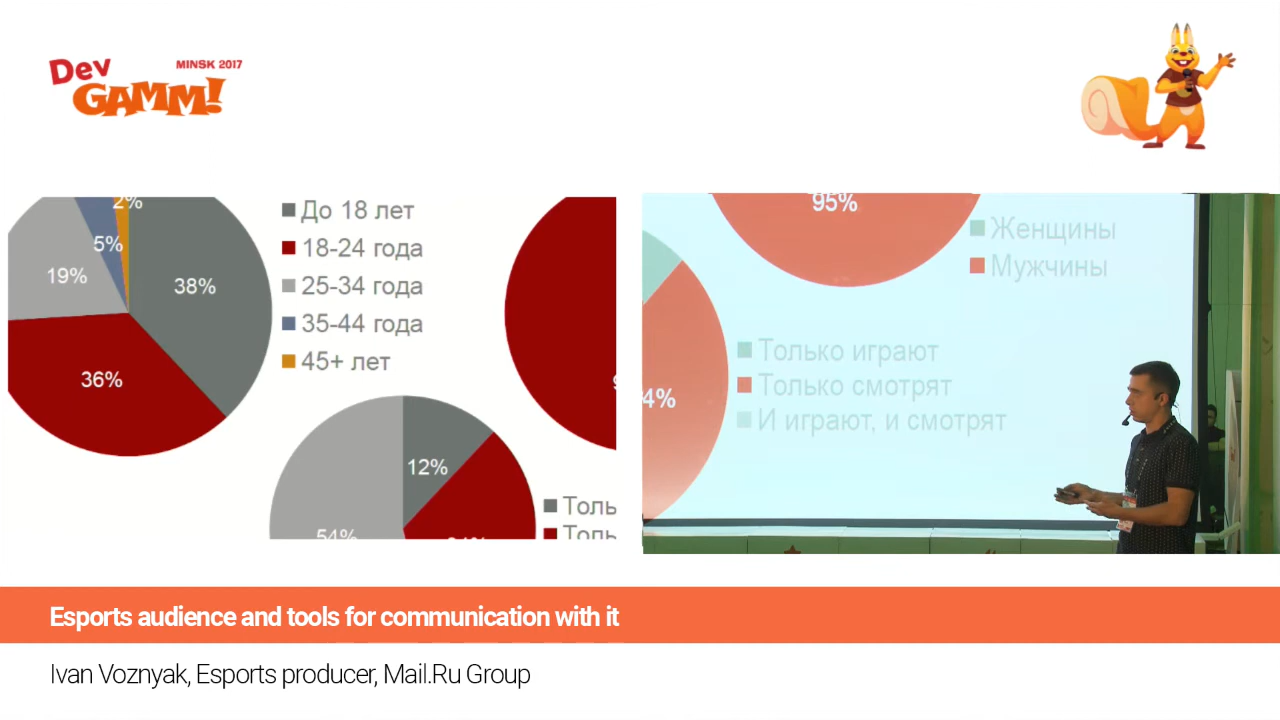 Dev
GAMM!
MINSK 2017
2%
5%
19%
38%
36%
До 18 лет
18-24 года
25-34 года
35-44 года
45+ лет
12%
54%
95%
Женщины
Мужчины
4%
Только играют
Только смотрят
И играют, и смотрят
Esports audience and tools for communication with it
Ivan Voznyak, Esports producer, Mail.Ru Group